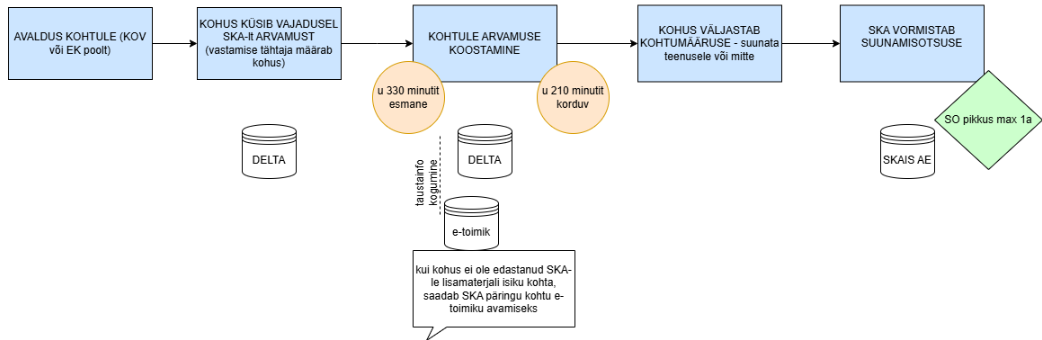 AVALDUS KOHTULE (KOV
või EK poolt)
KOHUS KÜSIB VAJADUSEL
SKA-lt ARVAMUST
(vastamise tähtaja määrab
kohus)
KOHTULE ARVAMUSE
KOOSTAMINE
KOHUS VÄLJASTAB
KOHTUMÄÄRUSE - suunata
teenusele või mitte
SKA VORMISTAB
SUUNAMISOTSUSE
u 330 minutit
esmane
u 210 minutit
korduv
SO pikkus max 1a
DELTA
taustainfo
kogumine
DELTA
SKAIS AE
e-toimik
kui kohus ei ole edastanud SKA-
le lisamaterjali isiku kohta,
saadab SKA päringu kohtu e-
toimiku avamiseks